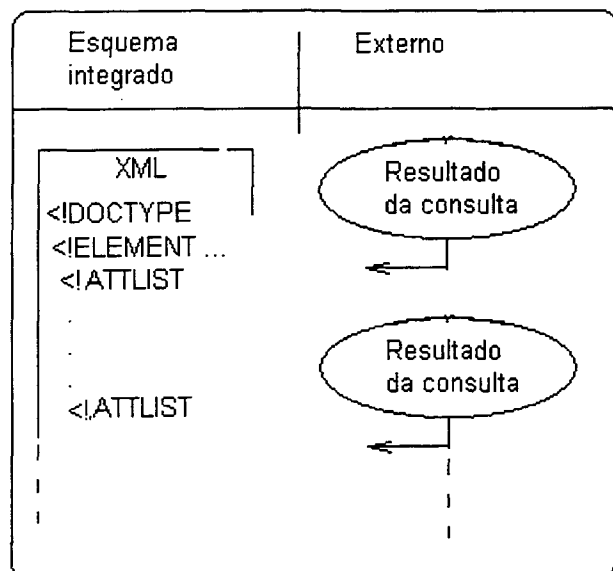 Esquema
integrado
Externo
XML
<!DOCTYPE
<!ELEMENT ...
<!ATTLIST
.
.
.
<!ATTLIST
Resultado
da consulta
Resultado
da consulta